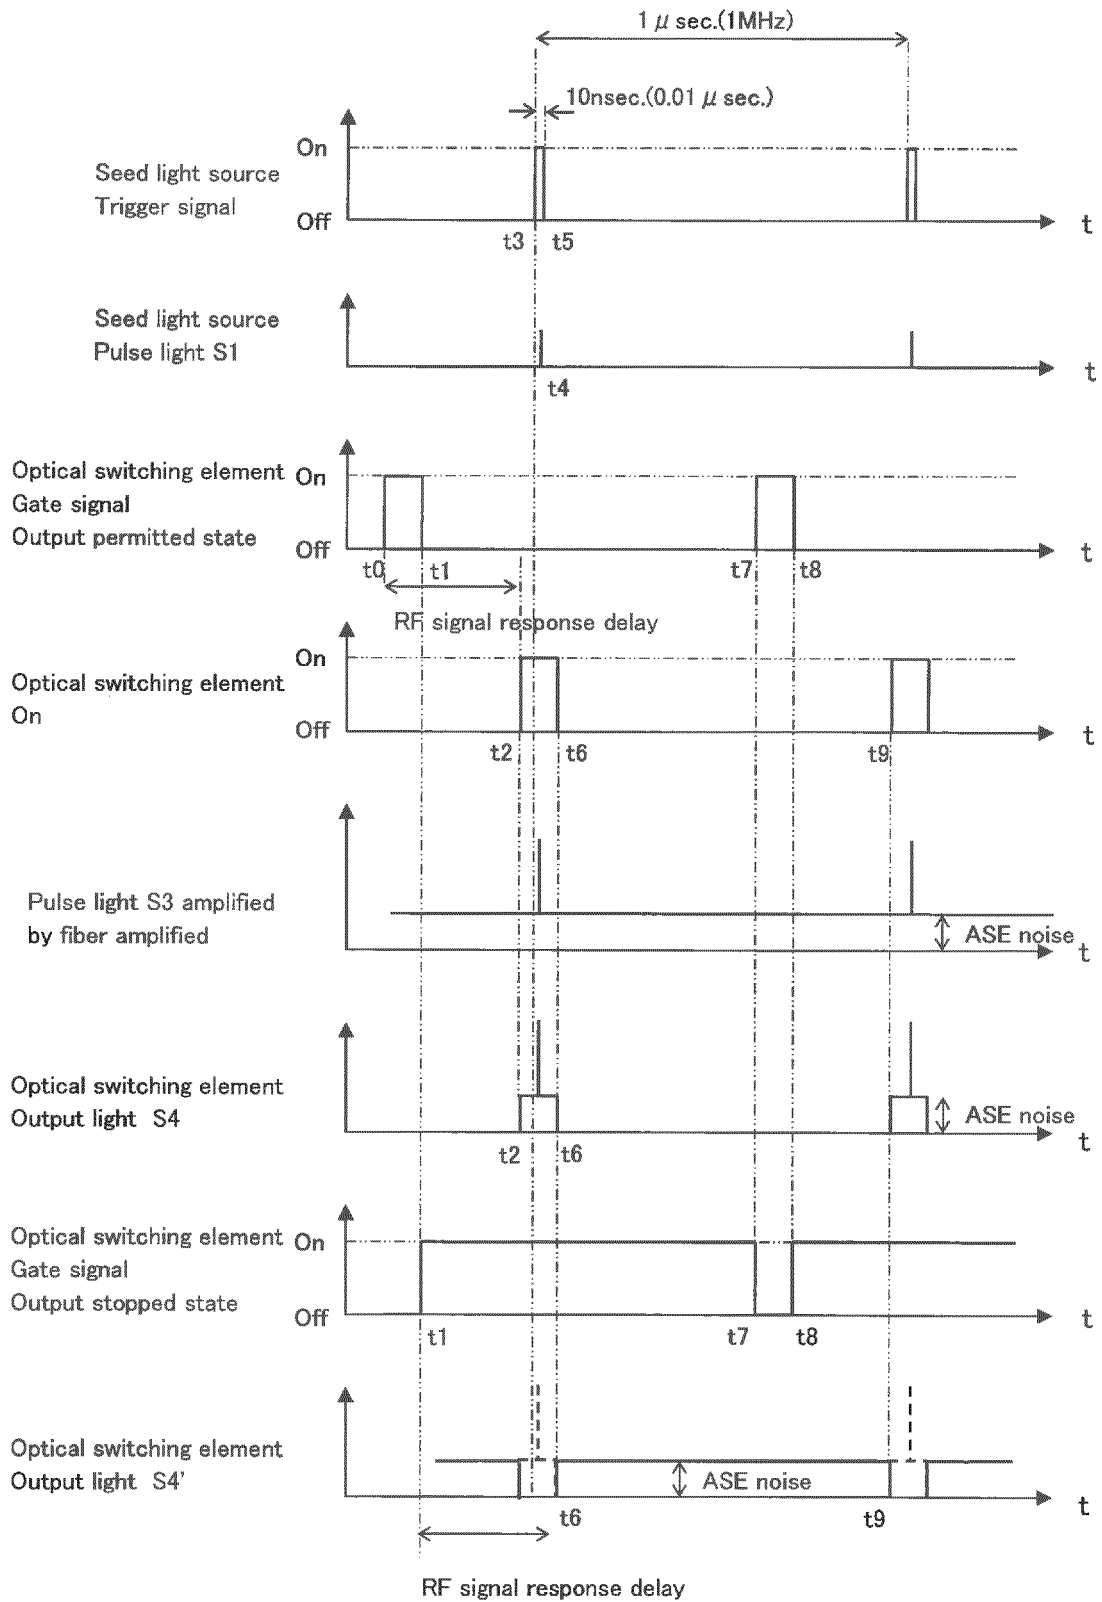 1 μ sec.(1MHz)
10nsec.(0.01 μ sec.)
On
Seed light source
Trigger signal
Off
t
t3 t5
Seed light source
Pulse light S1
t
t4
Optical switching element
Gate signal
Output permitted state
On
Off
t
t0 t1 t7 t8
RF signal response delay
On
Optical switching element
On
Off
t
t2 t6 t9
Pulse light S3 amplified
by fiber amplified
ASE noise
t
Optical switching element
Output light S4
ASE noise
t
t2 t6
Optical switching element
Gate signal
Output stopped state
On
Off
t
t1 t7 t8
Optical switching element
Output light S4'
ASE noise
t
t6 t9
RF signal response delay